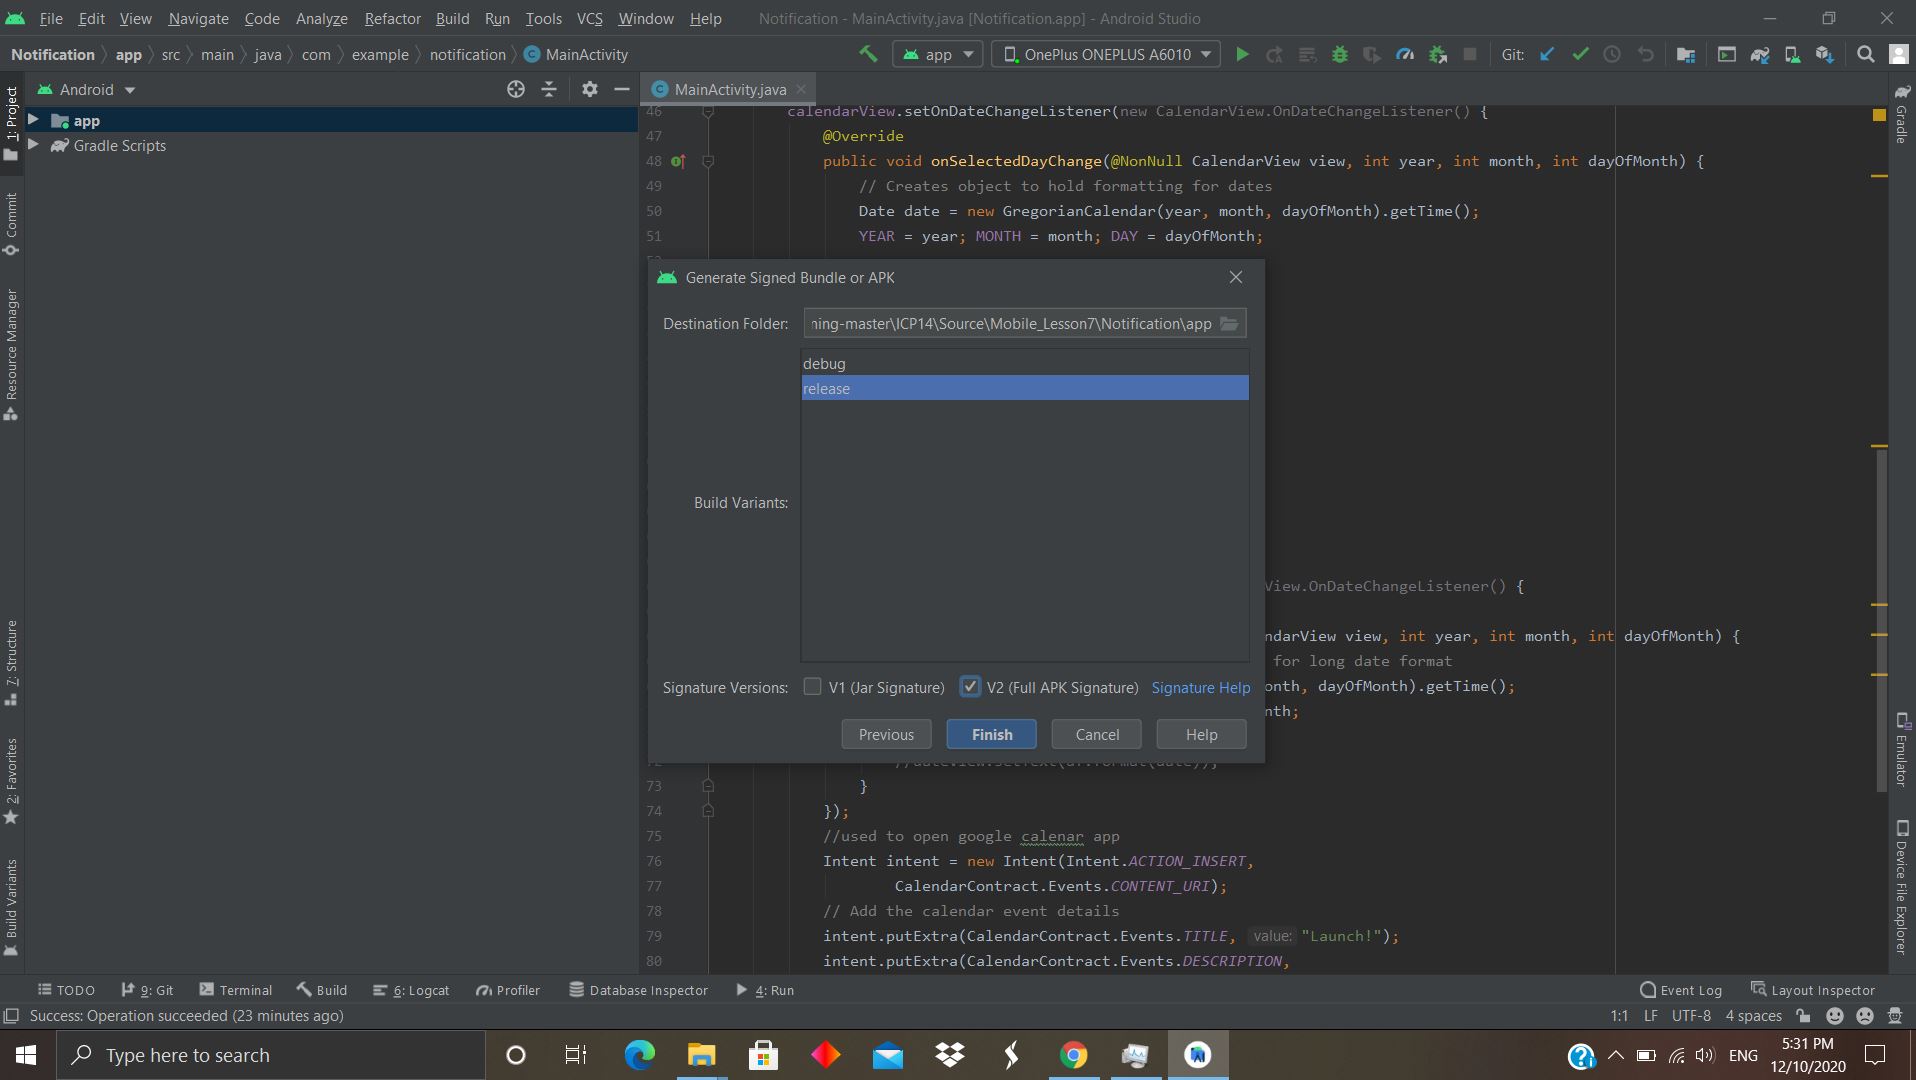 File Edit View Navigate Code Analyze Refactor Build Run Tools VCS Window Help Notification - MainActivity.java [Notification.app] - Android Studio
Notification app src main java com example notification MainActivity app OnePlus ONEPLUS A6010 Git: ENG
Android
MainActivity.java
1: Project
Commit
Resource Manager
7: Structure
2: Favorites
Build Variants
app
Gradle Scripts
46 calendarView.setOnDateChangeListener(new CalendarView.OnDateChangeListener() {
47 @Override
48 public void onSelectedDayChange(@NonNull CalendarView view, int year, int month, int dayOfMonth) {
49 // Creates object to hold formatting for dates
50 Date date = new GregorianCalendar(year, month, dayOfMonth).getTime();
51 YEAR = year; MONTH = month; DAY = dayOfMonth;
Generate Signed Bundle or APK
Destination Folder: ning-master\ICP14\Source\Mobile_Lesson7\Notification\app
debug
release
Build Variants:
Signature Versions: V1 (Jar Signature) V2 (Full APK Signature) Signature Help
Previous Finish Cancel Help
View.OnDateChangeListener() {
ndarView view, int year, int month, int dayOfMonth) {
for long date format
onth, dayOfMonth).getTime();
nth;
73 }
74 });
75 //used to open google calenar app
76 Intent intent = new Intent(Intent.ACTION_INSERT,
77 CalendarContract.Events.CONTENT_URI);
78 // Add the calendar event details
79 intent.putExtra(CalendarContract.Events.TITLE, value: "Launch!");
80 intent.putExtra(CalendarContract.Events.DESCRIPTION,
Gradle
Emulator
Device File Explorer
TODO 9: Git Terminal Build 6: Logcat Profiler Database Inspector 4: Run Event Log Layout Inspector
Success: Operation succeeded (23 minutes ago) 1:1 LF UTF-8 4 spaces
Type here to search
ENG
5:31 PM
12/10/2020